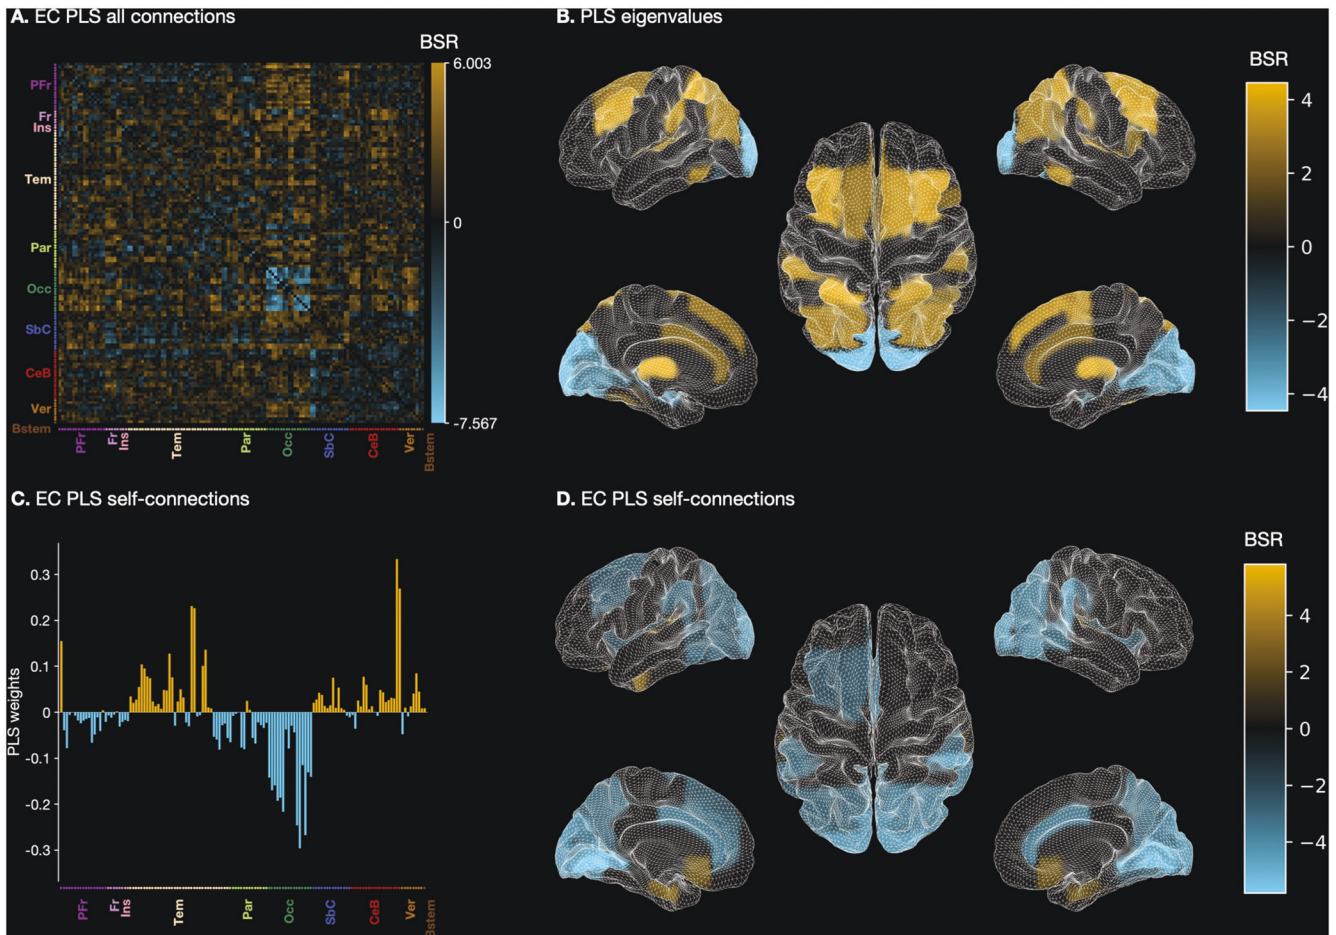 A. EC PLS all connections
B. PLS eigenvalues
BSR
6.003
0
-7.567
PFr
Fr
Ins
Tem
Par
Occ
SbC
CeB
Ver
Bstem
PFr
Fr
Ins
Tem
Par
Occ
SbC
CeB
Ver
Bstem
BSR
4
2
0
−2
−4
C. EC PLS self-connections
D. EC PLS self-connections
PLS weights
0.3
0.2
0.1
0
-0.1
-0.2
-0.3
PFr
Fr
Ins
Tem
Par
Occ
SbC
CeB
Ver
Bstem
BSR
4
2
0
−2
−4